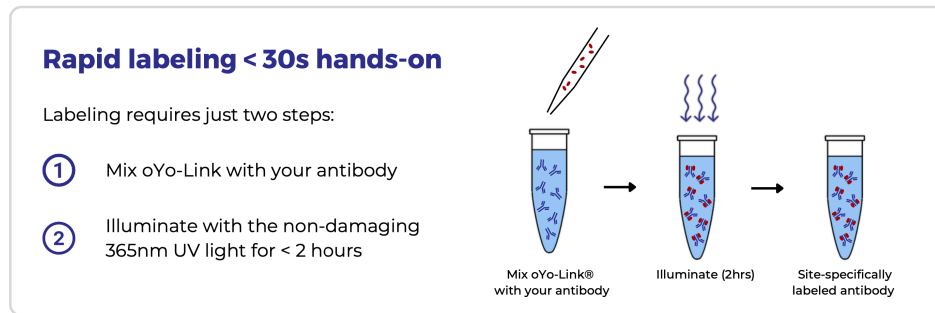 Rapid labeling < 30s hands-on
Labeling requires just two steps:
1 Mix oYo-Link with your antibody
2 Illuminate with the non-damaging
365nm UV light for < 2 hours
Mix oYo-Link®
with your antibody
Illuminate (2hrs)
Site-specifically
labeled antibody